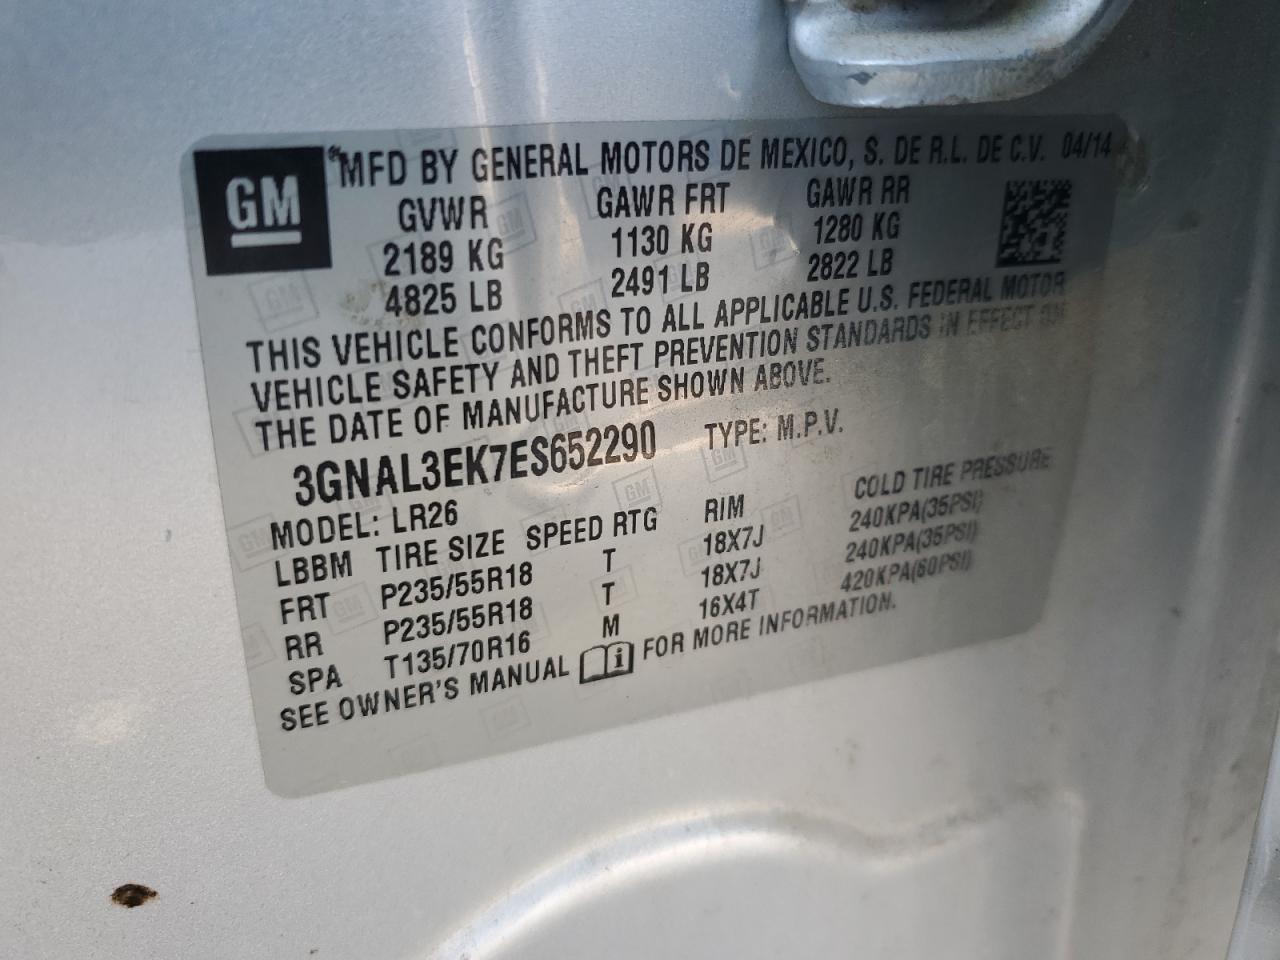 GM
MFD BY GENERAL MOTORS DE MEXICO, S. DE R.L. DE C.V. 04/14
GVWR GAWR FRT GAWR RR
2189 KG 1130 KG 1280 KG
4825 LB 2491 LB 2822 LB
THIS VEHICLE CONFORMS TO ALL APPLICABLE U.S. FEDERAL MOTOR
VEHICLE SAFETY AND THEFT PREVENTION STANDARDS IN EFFECT ON
THE DATE OF MANUFACTURE SHOWN ABOVE.
3GNAL3EK7ES652290 TYPE: M.P.V.
MODEL: LR26
LBBM TIRE SIZE SPEED RTG RIM COLD TIRE PRESSURE
FRT P235/55R18 T 18X7J 240KPA(35PSI)
RR P235/55R18 T 18X7J 240KPA(35PSI)
SPA T135/70R16 M 16X4T 420KPA(60PSI)
SEE OWNER'S MANUAL i FOR MORE INFORMATION.